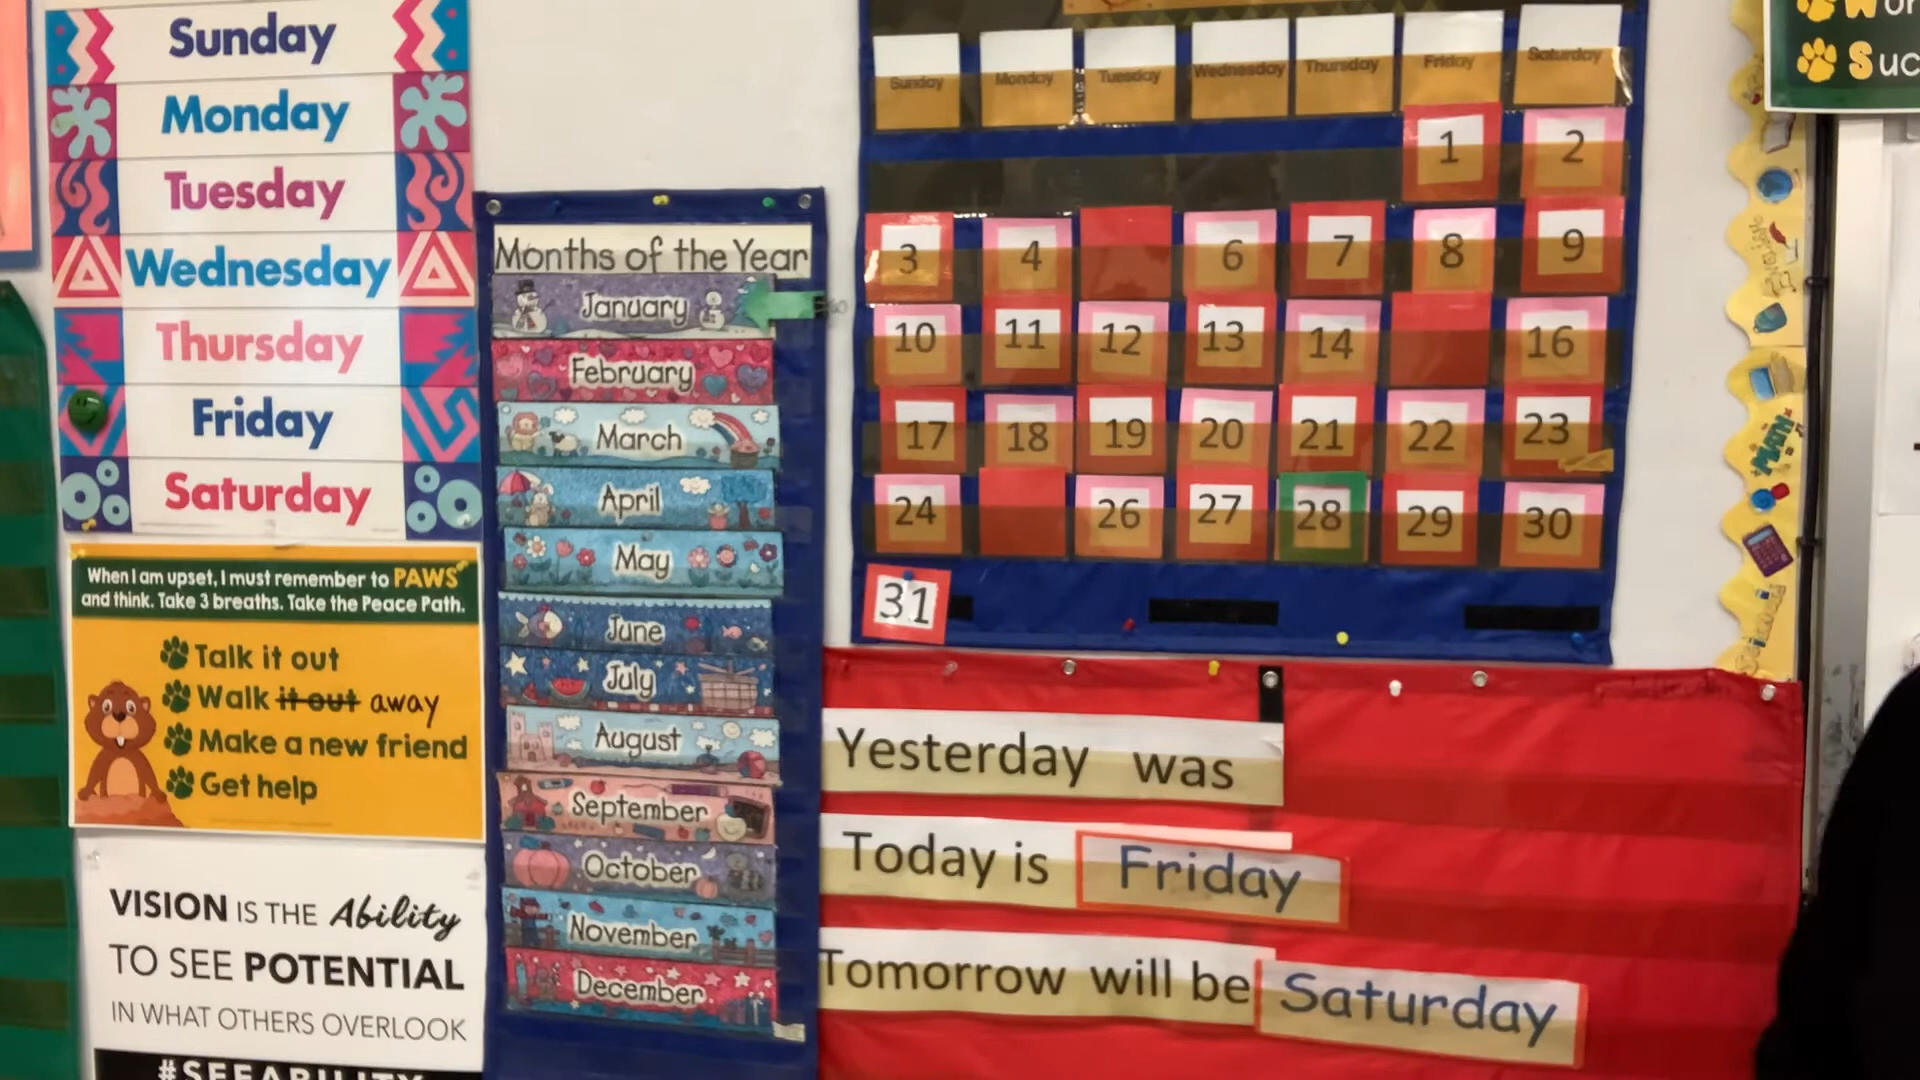 Sunday
Monday
Tuesday
Wednesday
Thursday
Friday
Saturday
When I am upset, I must remember to PAWS
and think. Take 3 breaths. Take the Peace Path.
Talk it out
Walk it out away
Make a new friend
Get help
VISION IS THE Ability
TO SEE POTENTIAL
IN WHAT OTHERS OVERLOOK
#SEEABILITY
Months of the Year
January
February
March
April
May
June
July
August
September
October
November
December
Sunday Monday Tuesday Wednesday Thursday Friday Saturday
1 2
3 4 6 7 8 9
10 11 12 13 14 16
17 18 19 20 21 22 23
24 26 27 28 29 30
31
Yesterday was
Today is Friday
Tomorrow will be Saturday
Math